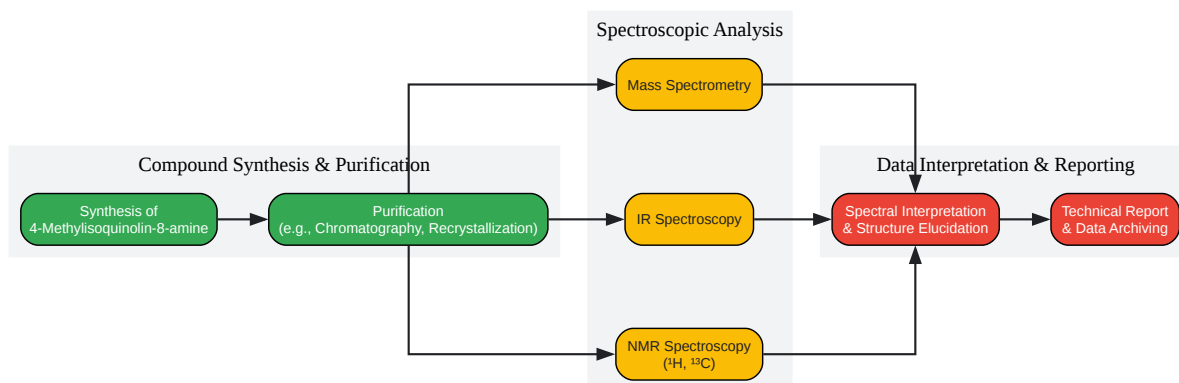 Spectroscopic Analysis
Mass Spectrometry
Compound Synthesis & Purification
Data Interpretation & Reporting
Synthesis of
4-Methylisoquinolin-8-amine
Purification
(e.g., Chromatography, Recrystallization)
IR Spectroscopy
Spectral Interpretation
& Structure Elucidation
Technical Report
& Data Archiving
NMR Spectroscopy
(¹H, ¹³C)